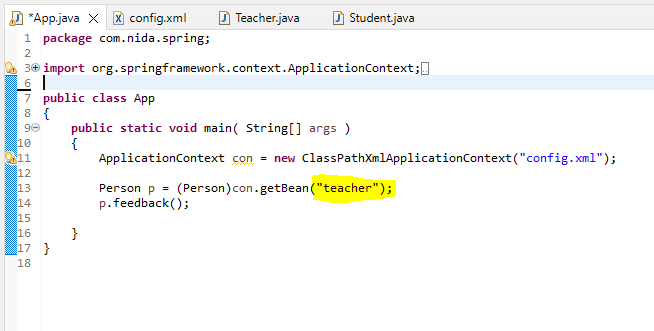 *App.java config.xml Teacher.java Student.java
1 package com.nida.spring;
2
3 import org.springframework.context.ApplicationContext;
6
7 public class App
8 {
9 public static void main( String[] args )
10 {
11 ApplicationContext con = new ClassPathXmlApplicationContext("config.xml");
12
13 Person p = (Person)con.getBean("teacher");
14 p.feedback();
15
16 }
17 }
18